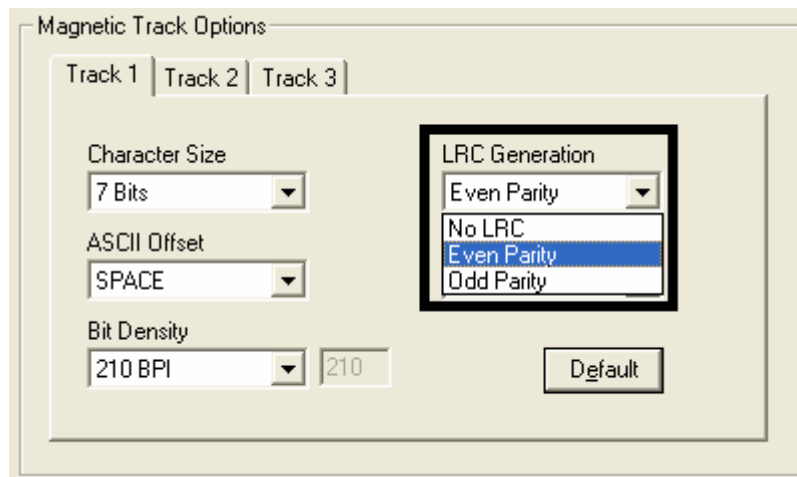 Magnetic Track Options
Track 1 Track 2 Track 3
Character Size
7 Bits
ASCII Offset
SPACE
Bit Density
210 BPI 210
LRC Generation
Even Parity
No LRC
Even Parity
Odd Parity
Default